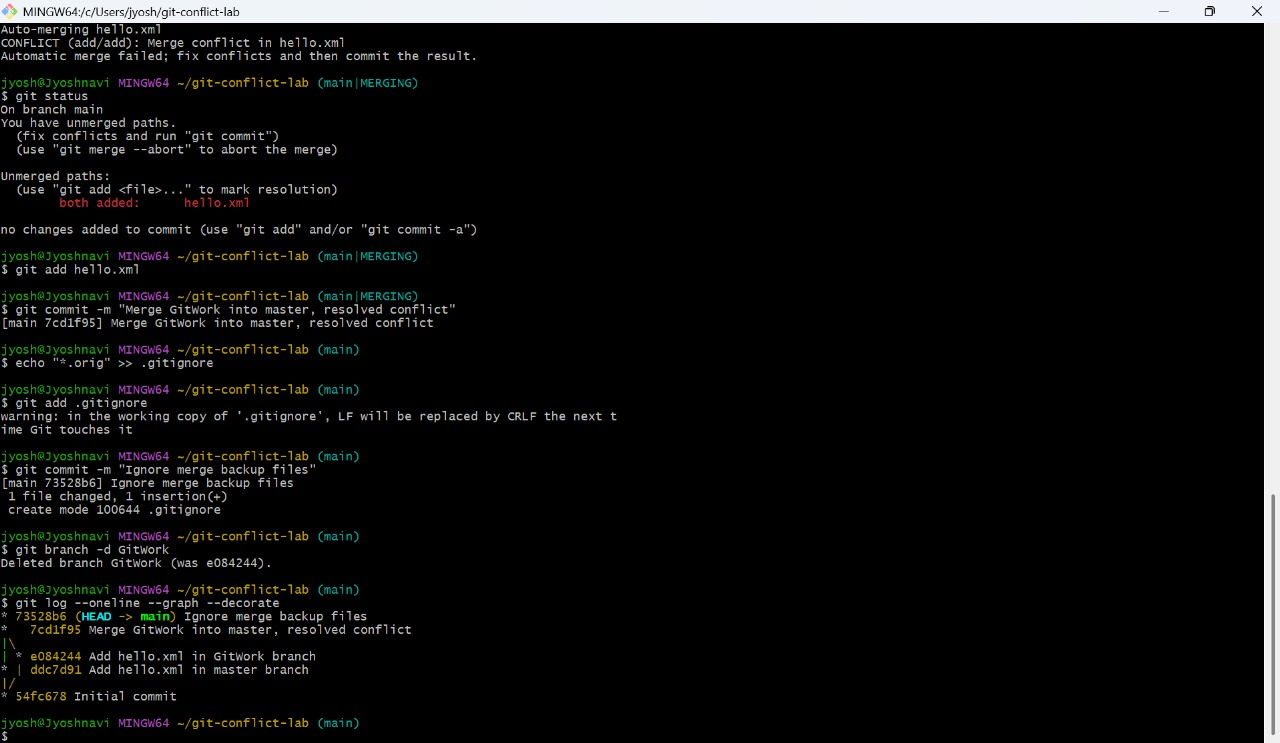 MINGW64:/c/Users/jyosh/git-conflict-lab
Auto-merging hello.xml
CONFLICT (add/add): Merge conflict in hello.xml
Automatic merge failed; fix conflicts and then commit the result.
jyosh@Jyoshnavi MINGW64 ~/git-conflict-lab (main|MERGING)
$ git status
On branch main
You have unmerged paths.
  (fix conflicts and run "git commit")
  (use "git merge --abort" to abort the merge)
Unmerged paths:
  (use "git add <file>..." to mark resolution)
        both added:      hello.xml
no changes added to commit (use "git add" and/or "git commit -a")
jyosh@Jyoshnavi MINGW64 ~/git-conflict-lab (main|MERGING)
$ git add hello.xml
jyosh@Jyoshnavi MINGW64 ~/git-conflict-lab (main|MERGING)
$ git commit -m "Merge GitWork into master, resolved conflict"
[main 7cd1f95] Merge GitWork into master, resolved conflict
jyosh@Jyoshnavi MINGW64 ~/git-conflict-lab (main)
$ echo "*.orig" >> .gitignore
jyosh@Jyoshnavi MINGW64 ~/git-conflict-lab (main)
$ git add .gitignore
warning: in the working copy of '.gitignore', LF will be replaced by CRLF the next t
ime Git touches it
jyosh@Jyoshnavi MINGW64 ~/git-conflict-lab (main)
$ git commit -m "Ignore merge backup files"
[main 73528b6] Ignore merge backup files
 1 file changed, 1 insertion(+)
 create mode 100644 .gitignore
jyosh@Jyoshnavi MINGW64 ~/git-conflict-lab (main)
$ git branch -d GitWork
Deleted branch GitWork (was e084244).
jyosh@Jyoshnavi MINGW64 ~/git-conflict-lab (main)
$ git log --oneline --graph --decorate
* 73528b6 (HEAD -> main) Ignore merge backup files
*   7cd1f95 Merge GitWork into master, resolved conflict
|\
| * e084244 Add hello.xml in GitWork branch
* | ddc7d91 Add hello.xml in master branch
|/
* 54fc678 Initial commit
jyosh@Jyoshnavi MINGW64 ~/git-conflict-lab (main)
$